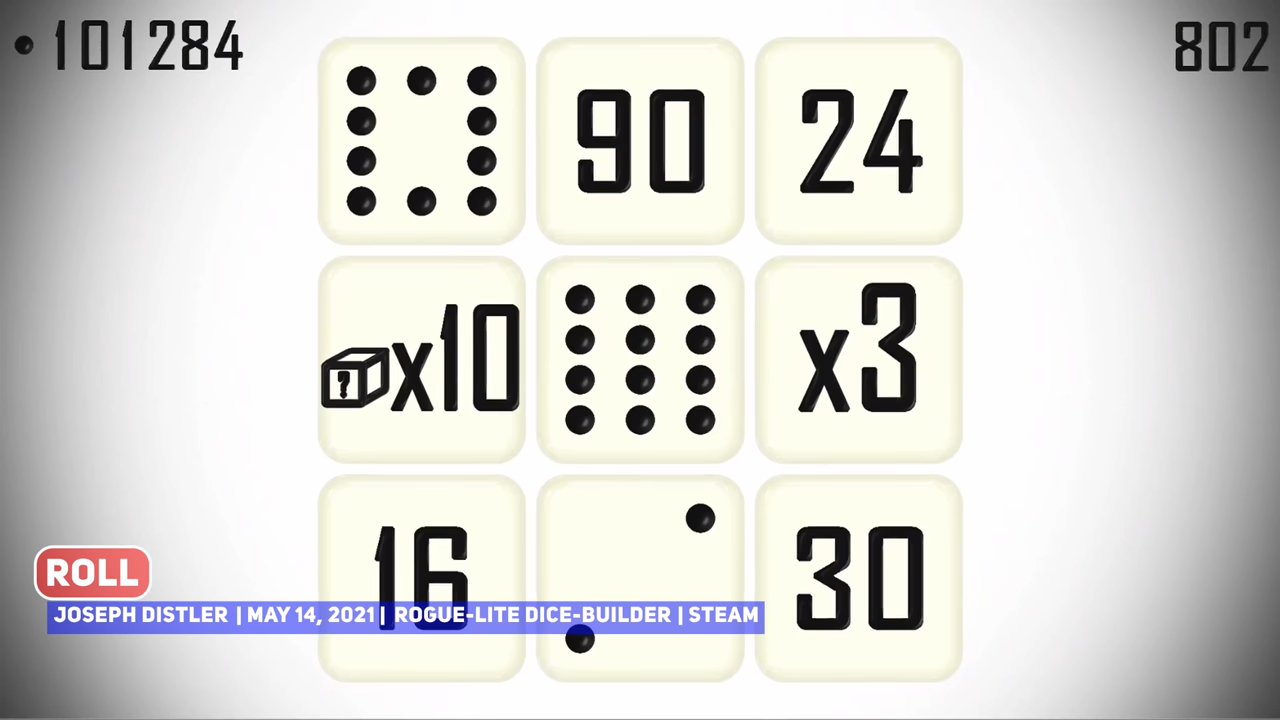 101284
802
90
24
?x10
x3
16
30
ROLL
JOSEPH DISTLER | MAY 14, 2021 | ROGUE-LITE DICE-BUILDER | STEAM